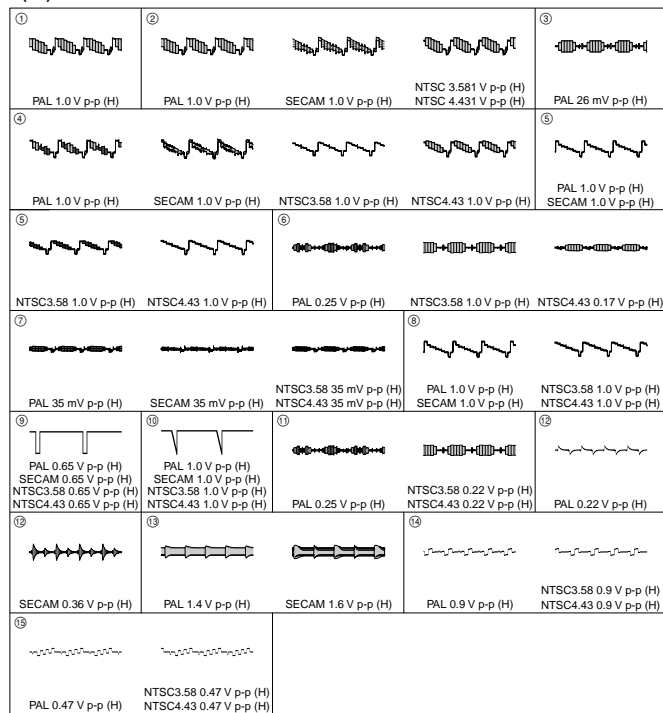 ①
PAL 1.0 V p-p (H)
②
PAL 1.0 V p-p (H)
SECAM 1.0 V p-p (H)
NTSC 3.581 V p-p (H)
NTSC 4.431 V p-p (H)
③
PAL 26 mV p-p (H)
④
PAL 1.0 V p-p (H)
SECAM 1.0 V p-p (H)
NTSC3.58 1.0 V p-p (H)
NTSC4.43 1.0 V p-p (H)
⑤
PAL 1.0 V p-p (H)
SECAM 1.0 V p-p (H)
⑤
NTSC3.58 1.0 V p-p (H)
NTSC4.43 1.0 V p-p (H)
⑥
PAL 0.25 V p-p (H)
NTSC3.58 1.0 V p-p (H)
NTSC4.43 0.17 V p-p (H)
⑦
PAL 35 mV p-p (H)
SECAM 35 mV p-p (H)
NTSC3.58 35 mV p-p (H)
NTSC4.43 35 mV p-p (H)
⑧
PAL 1.0 V p-p (H)
SECAM 1.0 V p-p (H)
NTSC3.58 1.0 V p-p (H)
NTSC4.43 1.0 V p-p (H)
⑨
PAL 0.65 V p-p (H)
SECAM 0.65 V p-p (H)
NTSC3.58 0.65 V p-p (H)
NTSC4.43 0.65 V p-p (H)
⑩
PAL 1.0 V p-p (H)
SECAM 1.0 V p-p (H)
NTSC3.58 1.0 V p-p (H)
NTSC4.43 1.0 V p-p (H)
⑪
PAL 0.25 V p-p (H)
NTSC3.58 0.22 V p-p (H)
NTSC4.43 0.22 V p-p (H)
⑫
PAL 0.22 V p-p (H)
⑫
SECAM 0.36 V p-p (H)
⑬
PAL 1.4 V p-p (H)
SECAM 1.6 V p-p (H)
⑭
PAL 0.9 V p-p (H)
NTSC3.58 0.9 V p-p (H)
NTSC4.43 0.9 V p-p (H)
⑮
PAL 0.47 V p-p (H)
NTSC3.58 0.47 V p-p (H)
NTSC4.43 0.47 V p-p (H)